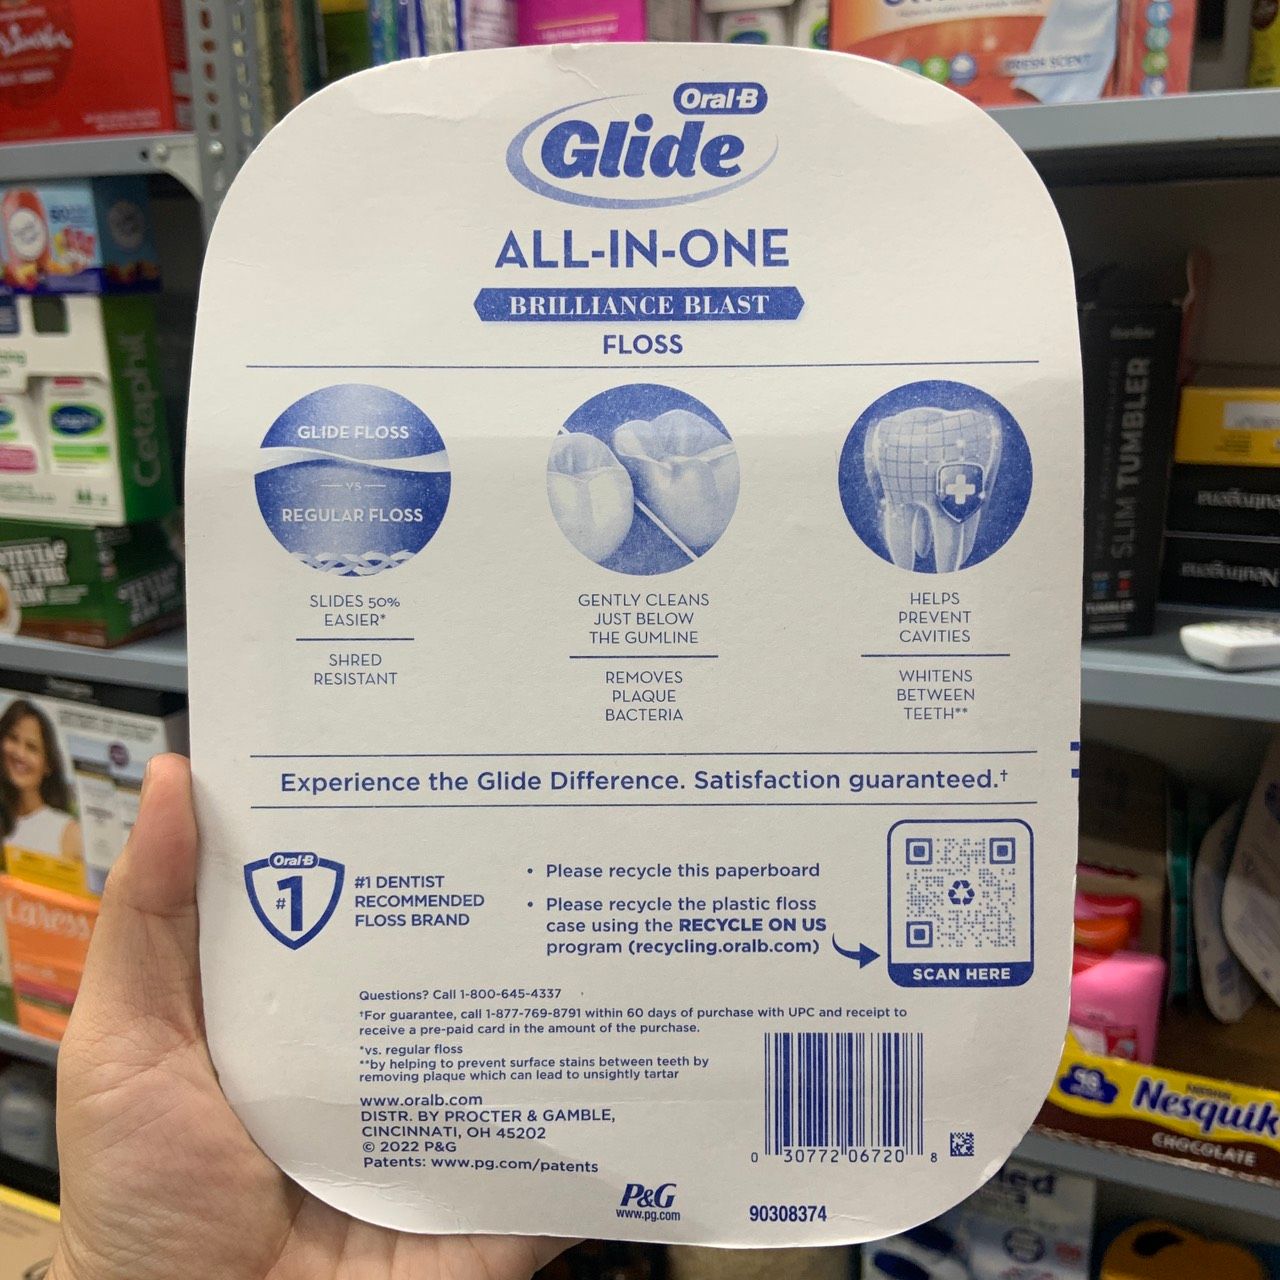 Oral-B
Glide
ALL-IN-ONE
BRILLIANCE BLAST
FLOSS
GLIDE FLOSS
VS
REGULAR FLOSS
SLIDES 50%
EASIER*
SHRED
RESISTANT
GENTLY CLEANS
JUST BELOW
THE GUMLINE
REMOVES
PLAQUE
BACTERIA
HELPS
PREVENT
CAVITIES
WHITENS
BETWEEN
TEETH**
Experience the Glide Difference. Satisfaction guaranteed.†
Oral-B
#1
#1 DENTIST
RECOMMENDED
FLOSS BRAND
• Please recycle this paperboard
• Please recycle the plastic floss
case using the RECYCLE ON US
program (recycling.oralb.com)
SCAN HERE
Questions? Call 1-800-645-4337
†For guarantee, call 1-877-769-8791 within 60 days of purchase with UPC and receipt to
receive a pre-paid card in the amount of the purchase.
*vs. regular floss
**by helping to prevent surface stains between teeth by
removing plaque which can lead to unsightly tartar
www.oralb.com
DISTR. BY PROCTER & GAMBLE,
CINCINNATI, OH 45202
© 2022 P&G
Patents: www.pg.com/patents
0 30772 06720 8
P&G
www.pg.com
90308374
FRESH SCENT
Cetaphil
Cetaphil
SLIM TUMBLER
TUMBLER
Neutrogena
Neutrogena
Caress
Nesquik
CHOCOLATE